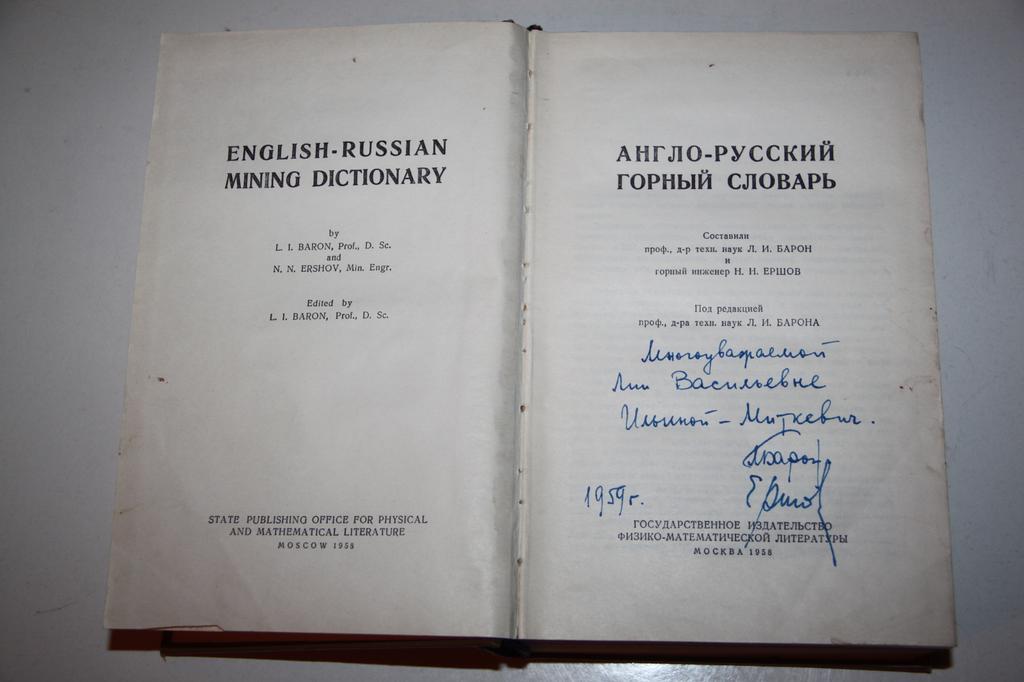 ENGLISH-RUSSIAN
MINING DICTIONARY
by
L. I. BARON, Prof., D. Sc.
and
N. N. ERSHOV, Min. Engr.
Edited by
L. I. BARON, Prof., D. Sc.
STATE PUBLISHING OFFICE FOR PHYSICAL
AND MATHEMATICAL LITERATURE
MOSCOW 1958
АНГЛО-РУССКИЙ
ГОРНЫЙ СЛОВАРЬ
Составили
проф., д-р техн. наук Л. И. БАРОН
и
горный инженер Н. Н. ЕРШОВ
Под редакцией
проф., д-ра техн. наук Л. И. БАРОНА
Многоуважаемой
Лии Васильевне
Ильиной – Миткевич.
ЛБарон
Ершов
1959г.
ГОСУДАРСТВЕННОЕ ИЗДАТЕЛЬСТВО
ФИЗИКО-МАТЕМАТИЧЕСКОЙ ЛИТЕРАТУРЫ
МОСКВА 1958